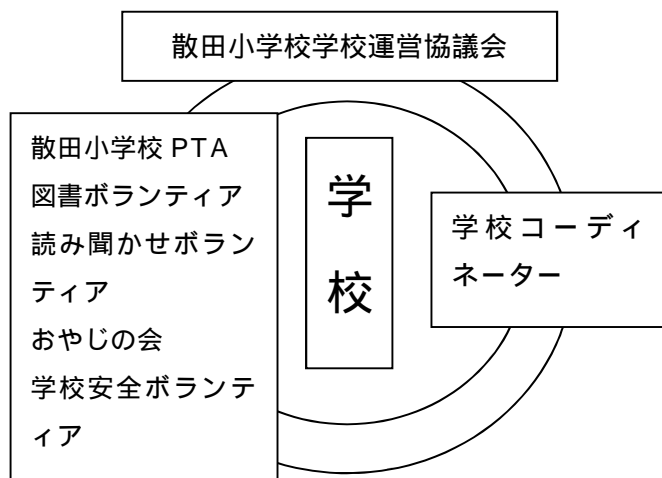 散田小学校学校運営協議会
散田小学校 PTA
図書ボランティア
読み聞かせボラン
ティア
おやじの会
学校安全ボランテ
ィア
学
校
学校コーディ
ネーター